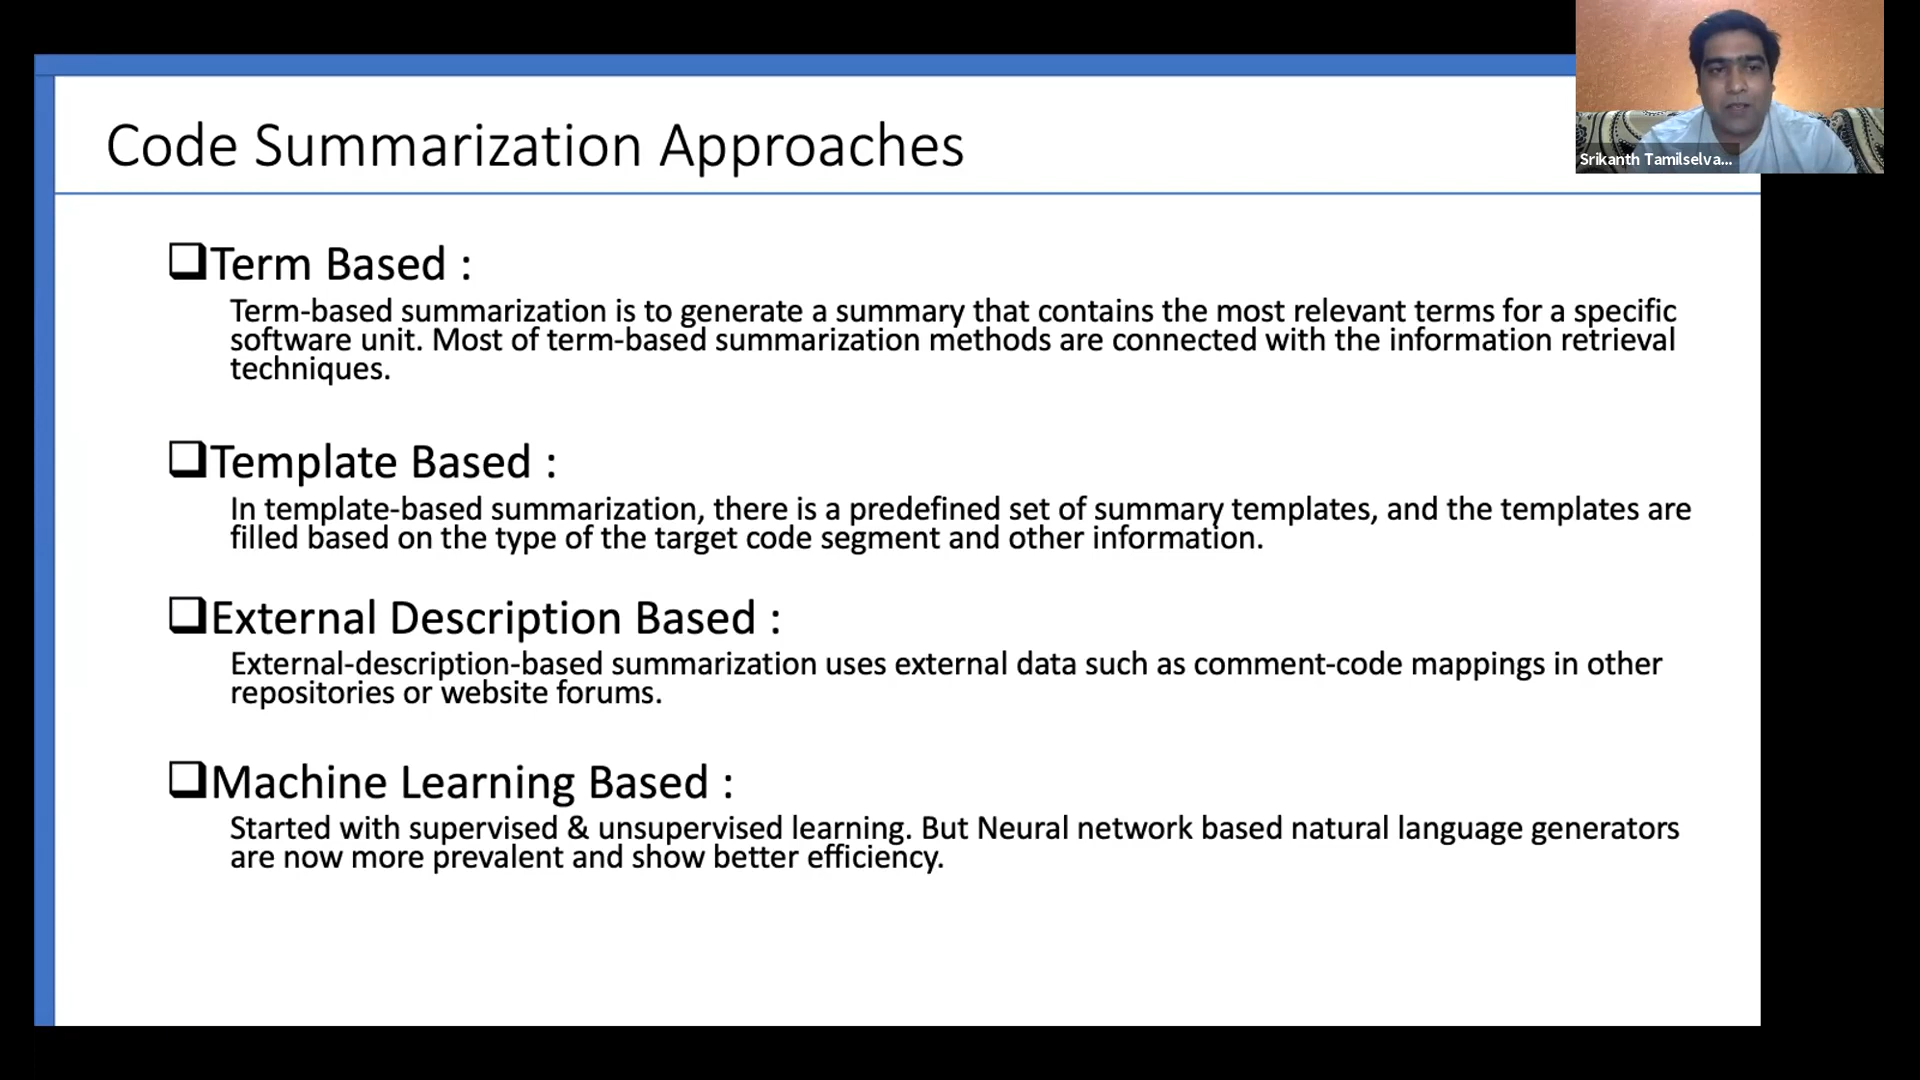 Code Summarization Approaches
Srikanth Tamilselva...
❑Term Based :
Term-based summarization is to generate a summary that contains the most relevant terms for a specific
software unit. Most of term-based summarization methods are connected with the information retrieval
techniques.
❑Template Based :
In template-based summarization, there is a predefined set of summary templates, and the templates are
filled based on the type of the target code segment and other information.
❑External Description Based :
External-description-based summarization uses external data such as comment-code mappings in other
repositories or website forums.
❑Machine Learning Based :
Started with supervised & unsupervised learning. But Neural network based natural language generators
are now more prevalent and show better efficiency.